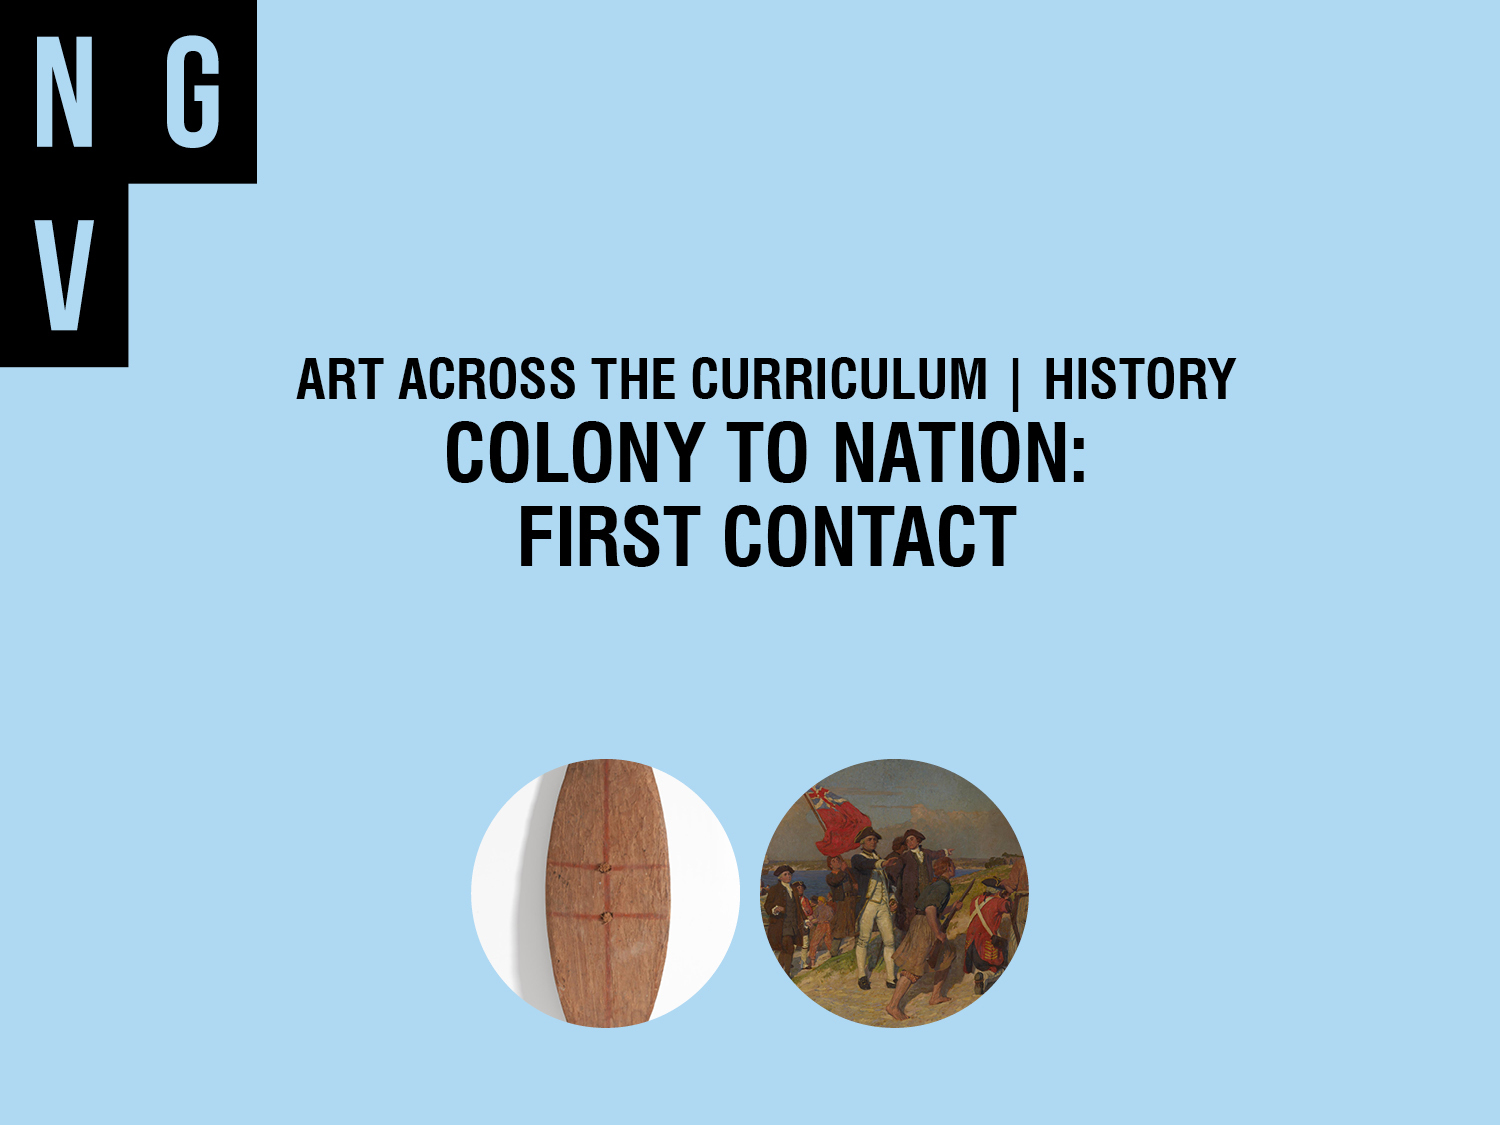 N G
V
ART ACROSS THE CURRICULUM | HISTORY
COLONY TO NATION:
FIRST CONTACT